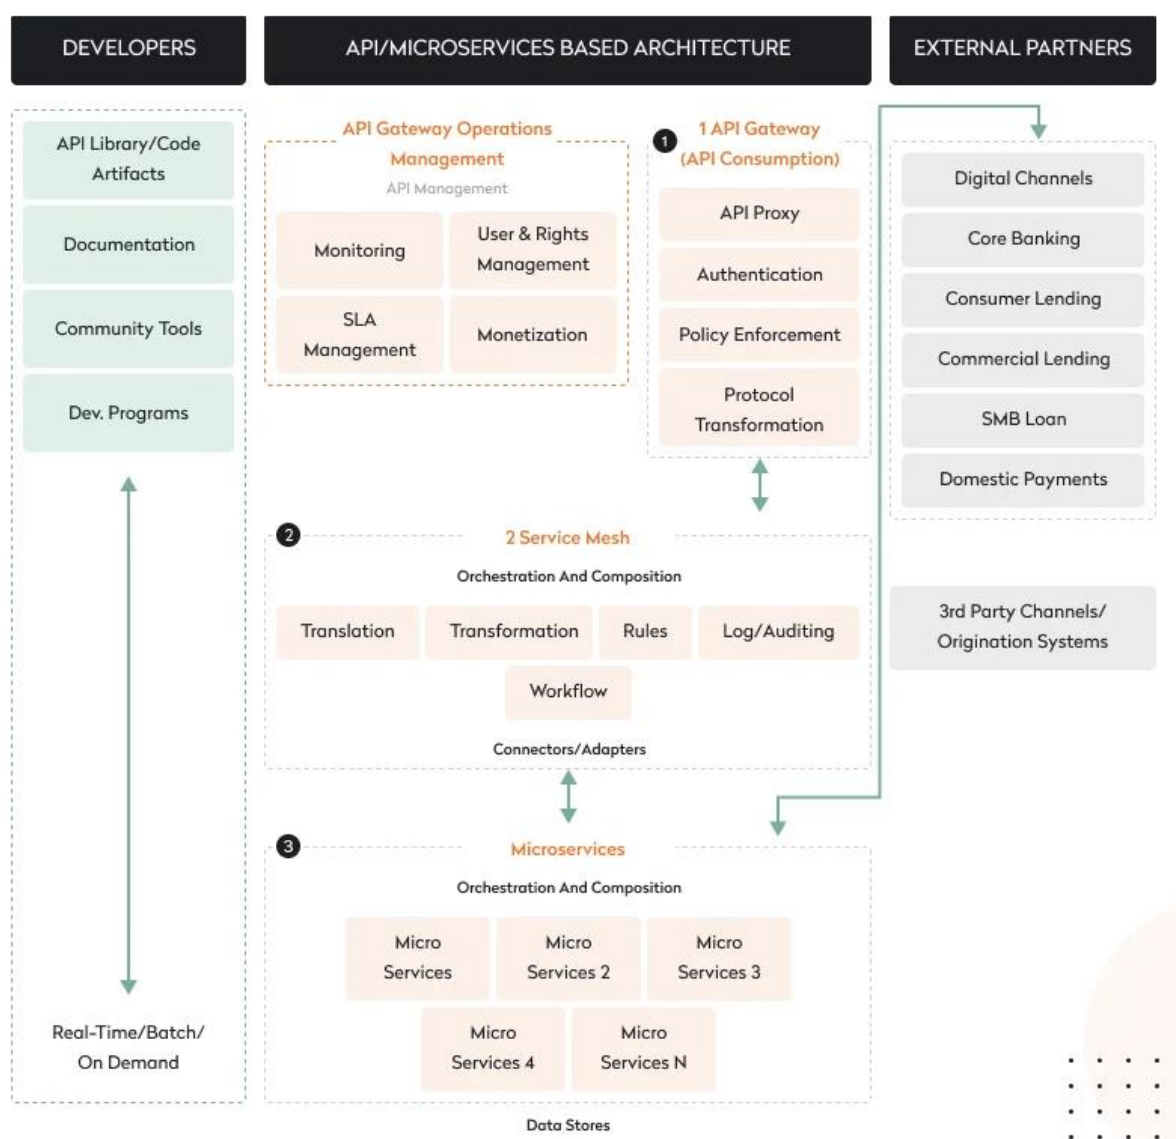 DEVELOPERS
API/MICROSERVICES BASED ARCHITECTURE
EXTERNAL PARTNERS
API Library/Code
Artifacts
Documentation
Community Tools
Dev. Programs
Real-Time/Batch/
On Demand
API Gateway Operations
Management
API Management
Monitoring
User & Rights
Management
SLA
Management
Monetization
1
1 API Gateway
(API Consumption)
API Proxy
Authentication
Policy Enforcement
Protocol
Transformation
2
2 Service Mesh
Orchestration And Composition
Translation
Transformation
Rules
Log/Auditing
Workflow
Connectors/Adapters
3
Microservices
Orchestration And Composition
Micro
Services
Micro
Services 2
Micro
Services 3
Micro
Services 4
Micro
Services N
Data Stores
Digital Channels
Core Banking
Consumer Lending
Commercial Lending
SMB Loan
Domestic Payments
3rd Party Channels/
Origination Systems